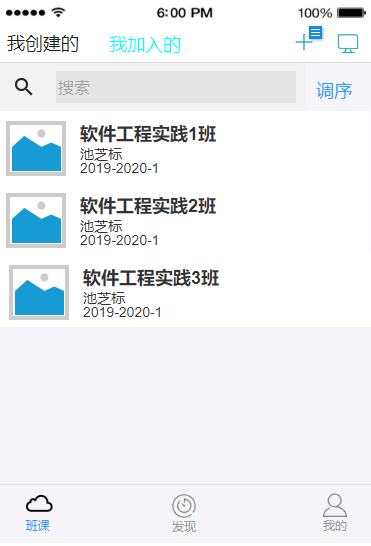 6:00 PM 100%
我创建的 我加入的
搜索 调序
软件工程实践1班
池芝标
2019-2020-1
软件工程实践2班
池芝标
2019-2020-1
软件工程实践3班
池芝标
2019-2020-1
班课 发现 我的